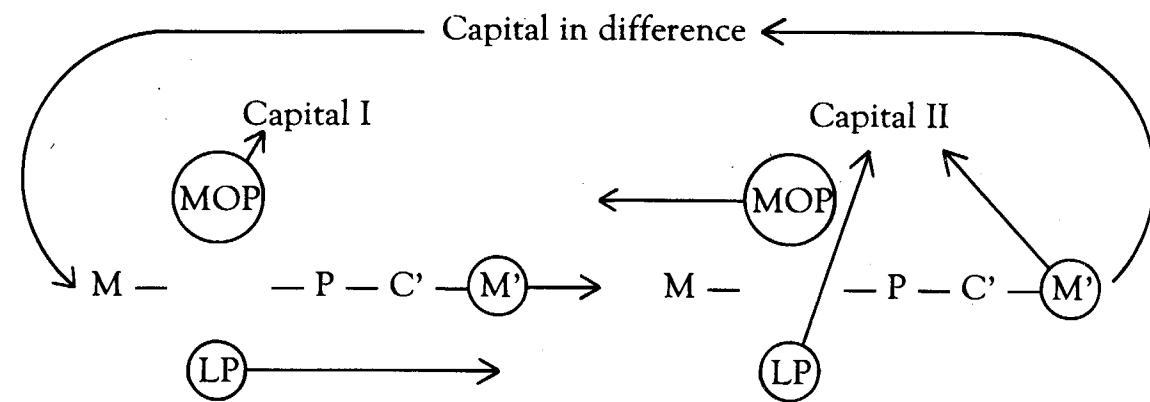 Capital in difference
Capital I Capital II
MOP MOP
M — — P — C’ — M’ M — — P — C’ — M’
LP LP